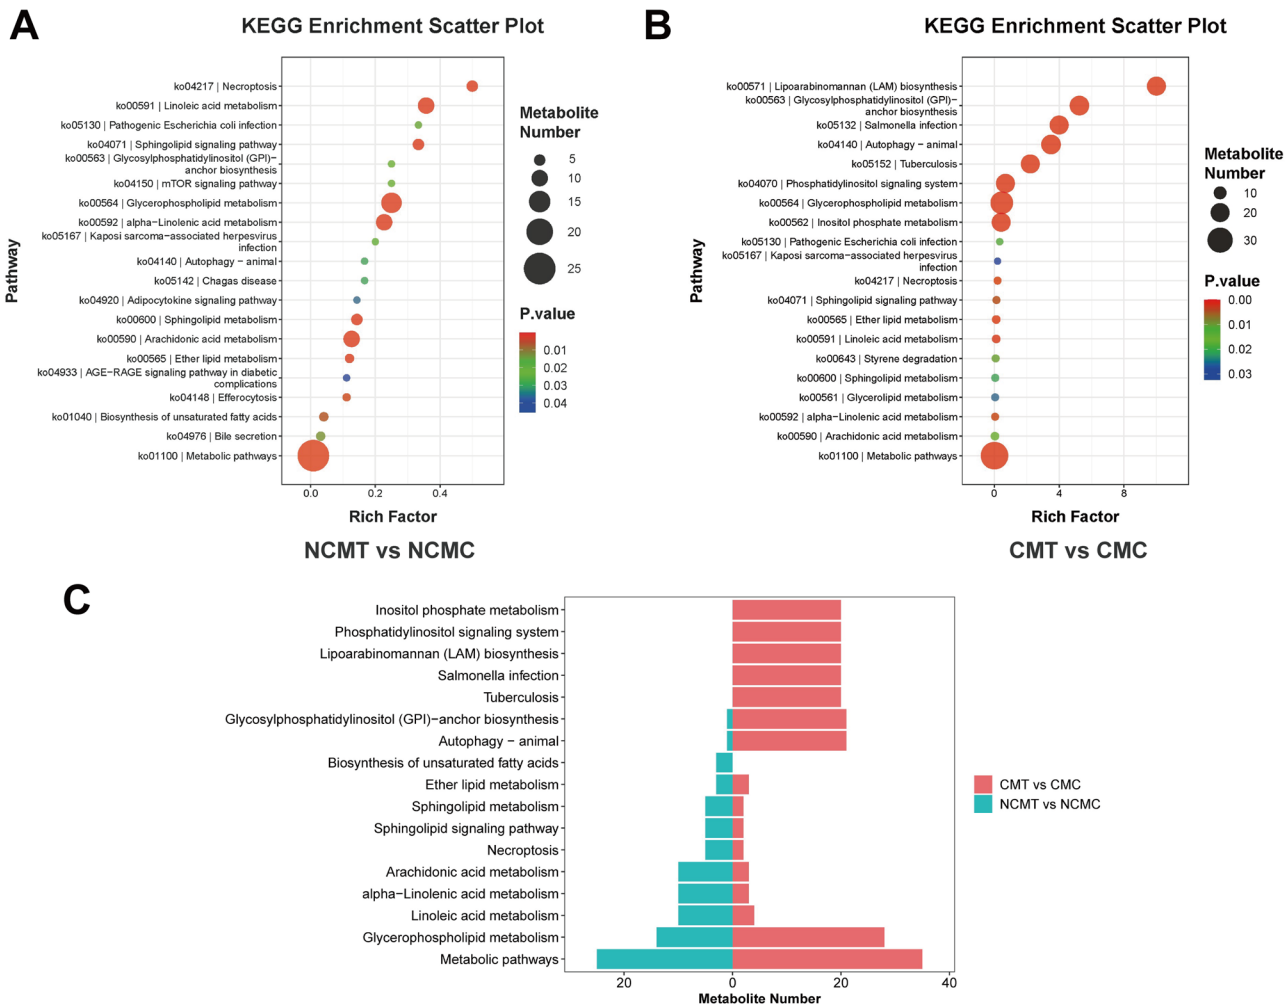 A
KEGG Enrichment Scatter Plot
Pathway
ko04217 | Necroptosis
ko00591 | Linoleic acid metabolism
ko05130 | Pathogenic Escherichia coli infection
ko04071 | Sphingolipid signaling pathway
ko00563 | Glycosylphosphatidylinositol (GPI)−
anchor biosynthesis
ko04150 | mTOR signaling pathway
ko00564 | Glycerophospholipid metabolism
ko00592 | alpha−Linolenic acid metabolism
ko05167 | Kaposi sarcoma−associated herpesvirus
infection
ko04140 | Autophagy − animal
ko05142 | Chagas disease
ko04920 | Adipocytokine signaling pathway
ko00600 | Sphingolipid metabolism
ko00590 | Arachidonic acid metabolism
ko00565 | Ether lipid metabolism
ko04933 | AGE−RAGE signaling pathway in diabetic
complications
ko04148 | Efferocytosis
ko01040 | Biosynthesis of unsaturated fatty acids
ko04976 | Bile secretion
ko01100 | Metabolic pathways
0.0 0.2 0.4
Rich Factor
NCMT vs NCMC
Metabolite
Number
5
10
15
20
25
P.value
0.01
0.02
0.03
0.04
B
KEGG Enrichment Scatter Plot
Pathway
ko00571 | Lipoarabinomannan (LAM) biosynthesis
ko00563 | Glycosylphosphatidylinositol (GPI)−
anchor biosynthesis
ko05132 | Salmonella infection
ko04140 | Autophagy − animal
ko05152 | Tuberculosis
ko04070 | Phosphatidylinositol signaling system
ko00564 | Glycerophospholipid metabolism
ko00562 | Inositol phosphate metabolism
ko05130 | Pathogenic Escherichia coli infection
ko05167 | Kaposi sarcoma−associated herpesvirus
infection
ko04217 | Necroptosis
ko04071 | Sphingolipid signaling pathway
ko00565 | Ether lipid metabolism
ko00591 | Linoleic acid metabolism
ko00643 | Styrene degradation
ko00600 | Sphingolipid metabolism
ko00561 | Glycerolipid metabolism
ko00592 | alpha−Linolenic acid metabolism
ko00590 | Arachidonic acid metabolism
ko01100 | Metabolic pathways
0 4 8
Rich Factor
CMT vs CMC
Metabolite
Number
10
20
30
P.value
0.00
0.01
0.02
0.03
C
Inositol phosphate metabolism
Phosphatidylinositol signaling system
Lipoarabinomannan (LAM) biosynthesis
Salmonella infection
Tuberculosis
Glycosylphosphatidylinositol (GPI)−anchor biosynthesis
Autophagy − animal
Biosynthesis of unsaturated fatty acids
Ether lipid metabolism
Sphingolipid metabolism
Sphingolipid signaling pathway
Necroptosis
Arachidonic acid metabolism
alpha−Linolenic acid metabolism
Linoleic acid metabolism
Glycerophospholipid metabolism
Metabolic pathways
20 0 20 40
Metabolite Number
CMT vs CMC
NCMT vs NCMC